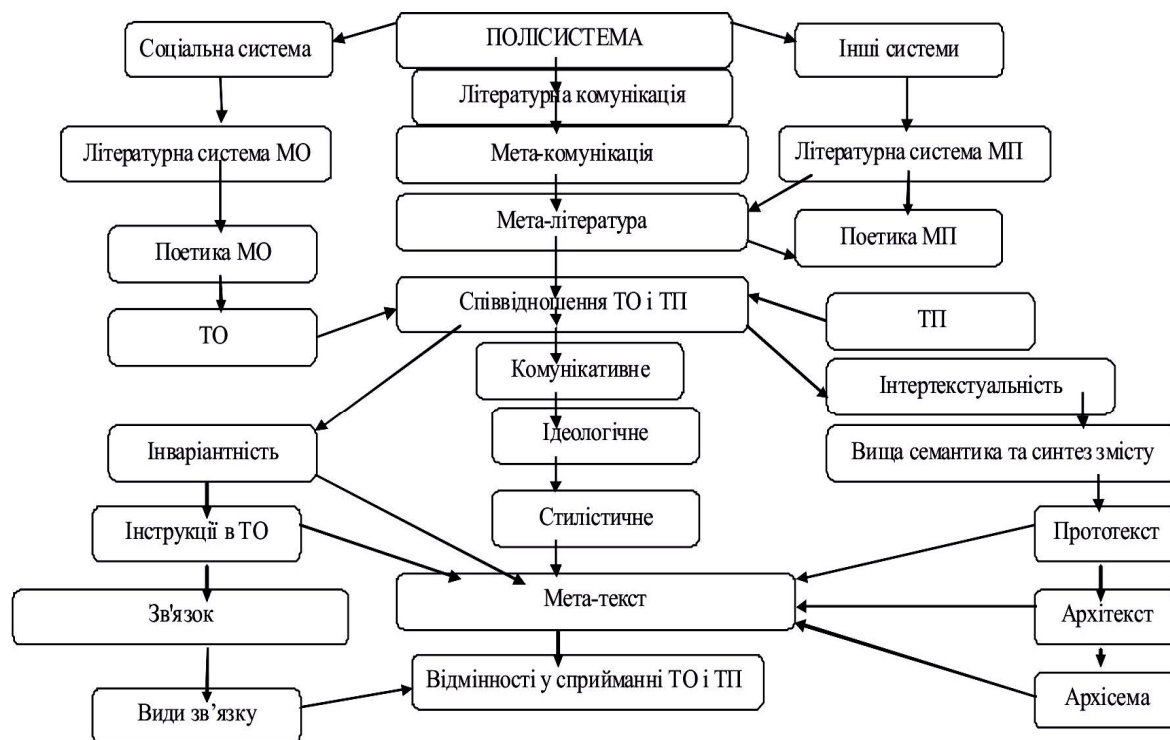 Соціальна система
ПОЛІСИСТЕМА
Інші системи
Літературна комунікація
Літературна система МО
Мета-комунікація
Літературна система МП
Мета-література
Поетика МО
Поетика МП
Співвідношення ТО і ТП
ТО
ТП
Комунікативне
Інтертекстуальність
Ідеологічне
Інваріантність
Вища семантика та синтез змісту
Стилістичне
Інструкції в ТО
Прототекст
Мета-текст
Зв'язок
Архітекст
Відмінності у сприйманні ТО і ТП
Види зв’язку
Архісема